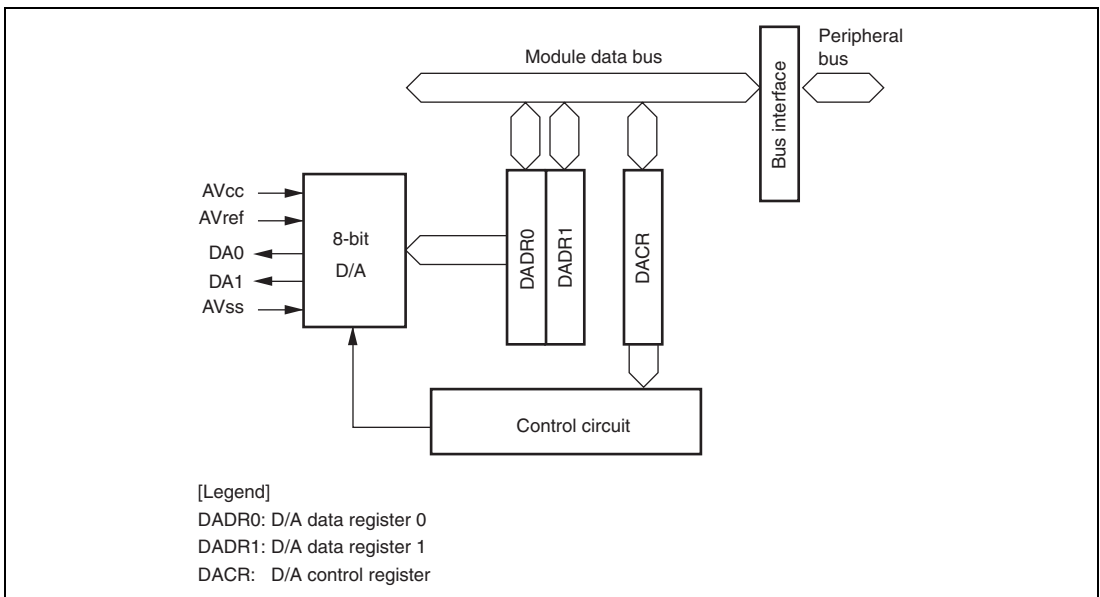 Peripheral
bus
Module data bus
Bus interface
AVcc
AVref
DA0
DA1
AVss
8-bit
D/A
DADR0
DADR1
DACR
Control circuit
[Legend]
DADR0: D/A data register 0
DADR1: D/A data register 1
DACR: D/A control register